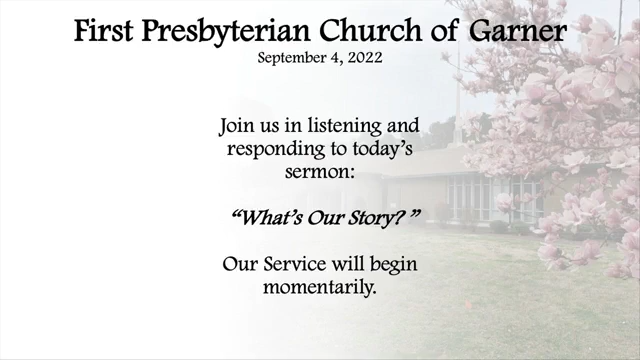 First Presbyterian Church of Garner
September 4, 2022
Join us in listening and
responding to today's
sermon:
“What's Our Story? ”
Our Service will begin
momentarily.